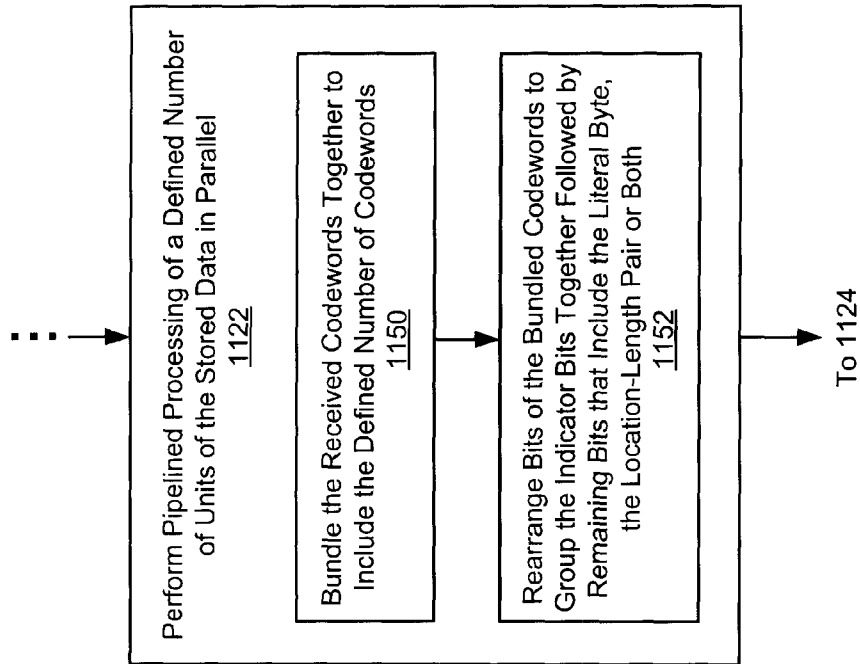 Perform Pipelined Processing of a Defined Number
of Units of the Stored Data in Parallel
1122
Bundle the Received Codewords Together to
Include the Defined Number of Codewords
1150
Rearrange Bits of the Bundled Codewords to
Group the Indicator Bits Together Followed by
Remaining Bits that Include the Literal Byte,
the Location-Length Pair or Both
1152
To 1124